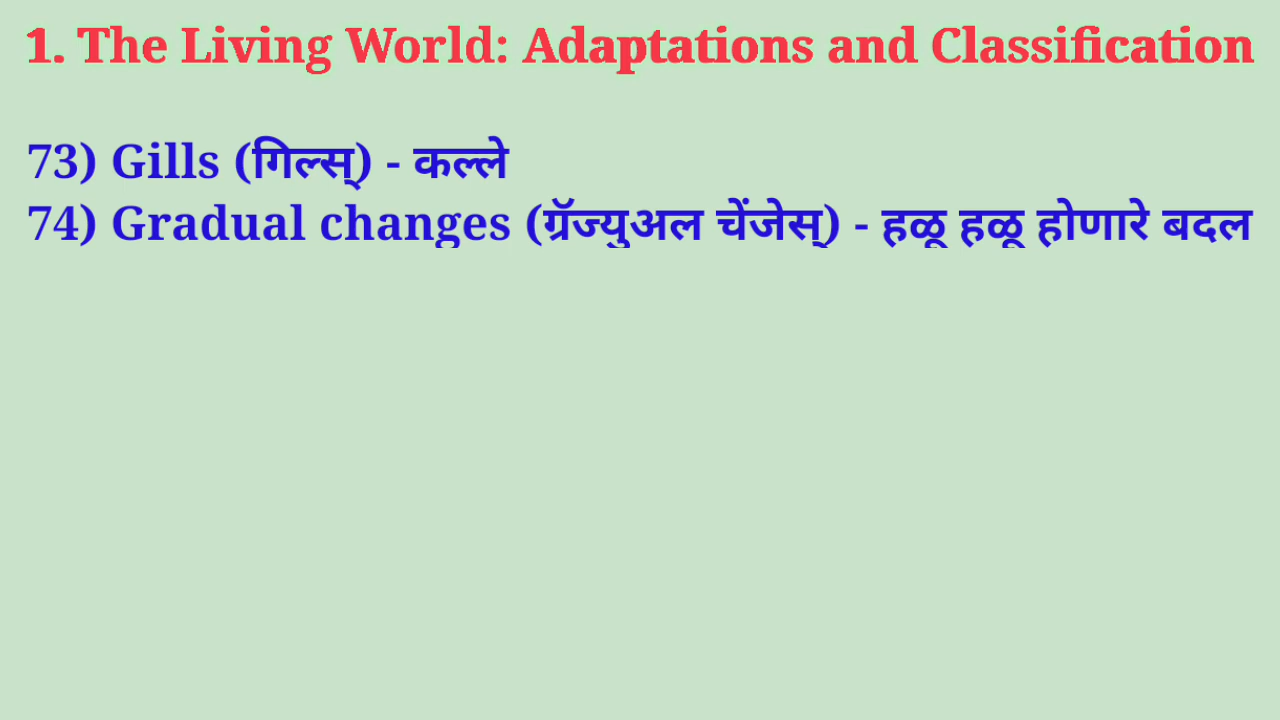 1. The Living World: Adaptations and Classification
73) Gills (गिल्स्) - कल्ले
74) Gradual changes (ग्रॅज्युअल चेंजेस्) - हळू हळू होणारे बदल